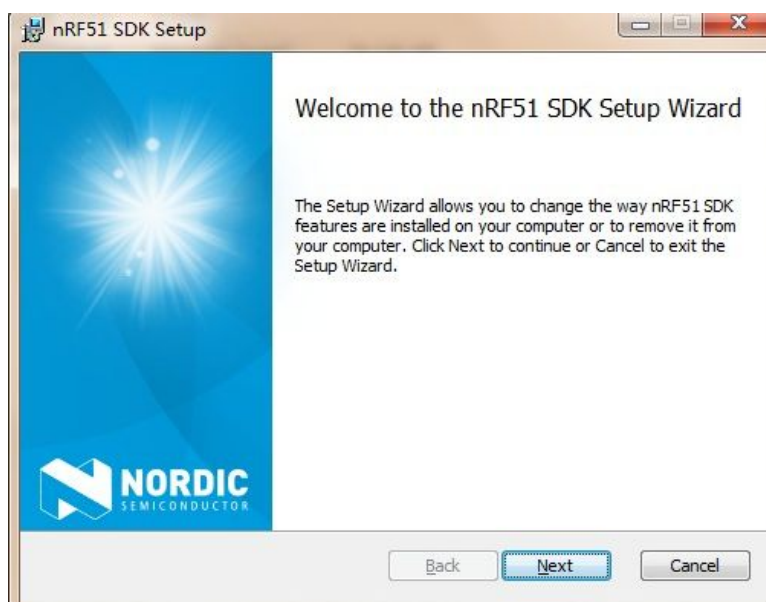 nRF51 SDK Setup
Welcome to the nRF51 SDK Setup Wizard
The Setup Wizard allows you to change the way nRF51 SDK
features are installed on your computer or to remove it from
your computer. Click Next to continue or Cancel to exit the
Setup Wizard.
NORDIC
SEMICONDUCTOR
Back
Next
Cancel